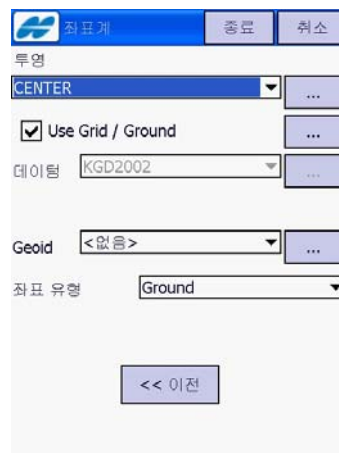 좌표계 종료 취소
투영
CENTER ...
Use Grid / Ground ...
데이텀 KGD2002 ...
Geoid <없음> ...
좌표 유형 Ground
<< 이전